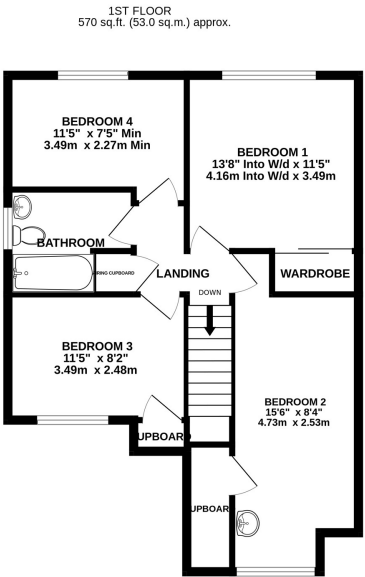 1ST FLOOR
570 sq.ft. (53.0 sq.m.) approx.
BEDROOM 4
11'5" x 7'5" Min
3.49m x 2.27m Min
BEDROOM 1
13'8" Into W/d x 11'5"
4.16m Into W/d x 3.49m
BATHROOM
RING CUPBOARD
LANDING
WARDROBE
DOWN
BEDROOM 3
11'5" x 8'2"
3.49m x 2.48m
BEDROOM 2
15'6" x 8'4"
4.73m x 2.53m
UPBOARD
UPBOAR